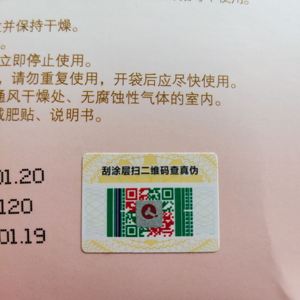 并保持干燥。
立即停止使用。
，请勿重复使用，开袋后应尽快使用。
通风干燥处、无腐蚀性气体的室内。
减肥贴、说明书。
刮涂层扫二维码查真伪
01.20
120
01.19